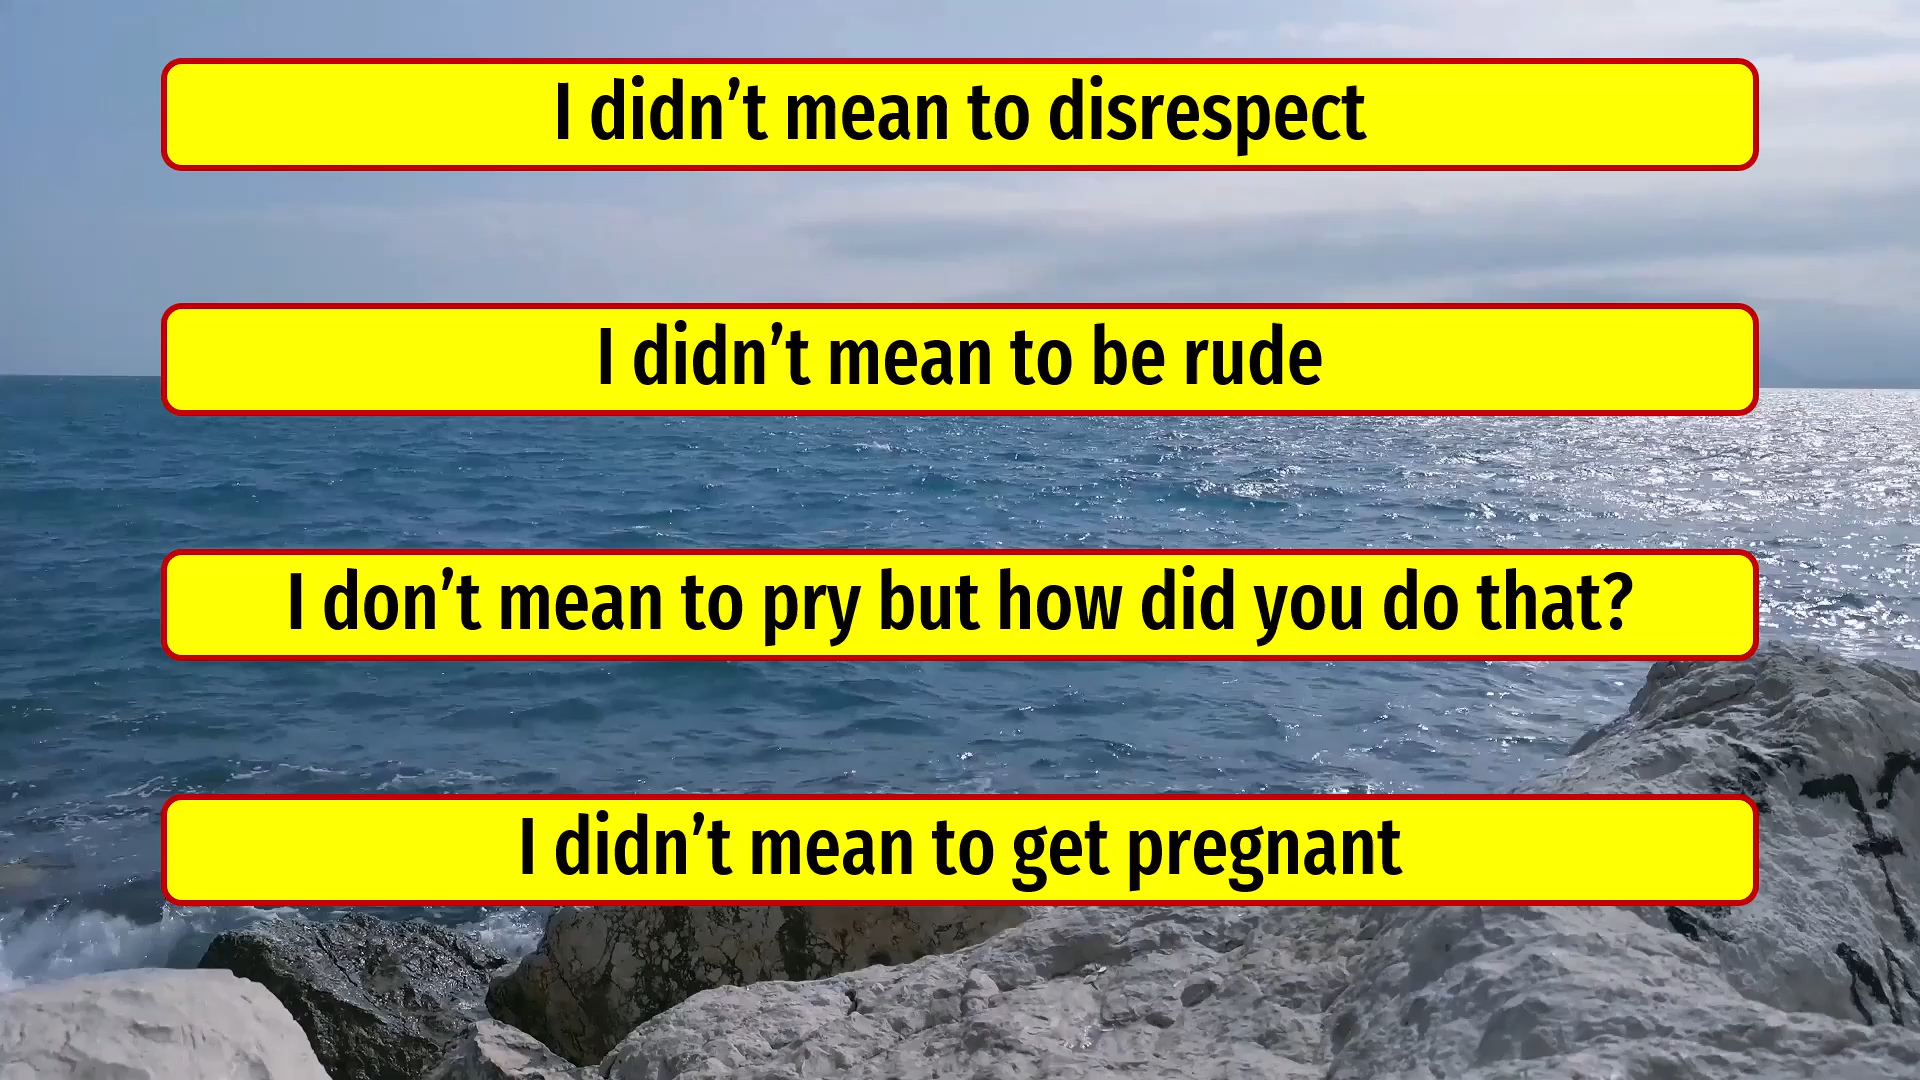 I didn’t mean to disrespect
I didn’t mean to be rude
I don’t mean to pry but how did you do that?
I didn’t mean to get pregnant